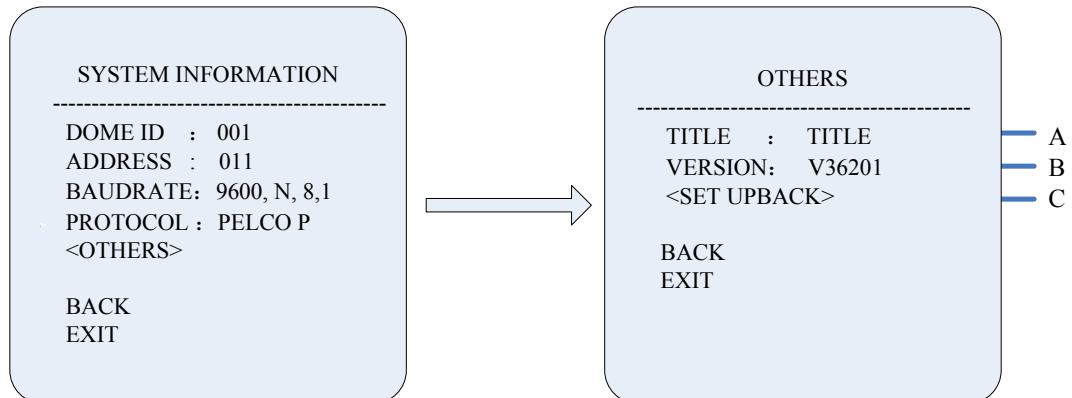 SYSTEM INFORMATION
------------------------------------------
DOME ID : 001
ADDRESS : 011
BAUDRATE: 9600, N, 8,1
PROTOCOL : PELCO P
<OTHERS>
BACK
EXIT
OTHERS
------------------------------------------
TITLE : TITLE
VERSION: V36201
<SET UPBACK>
BACK
EXIT
A
B
C